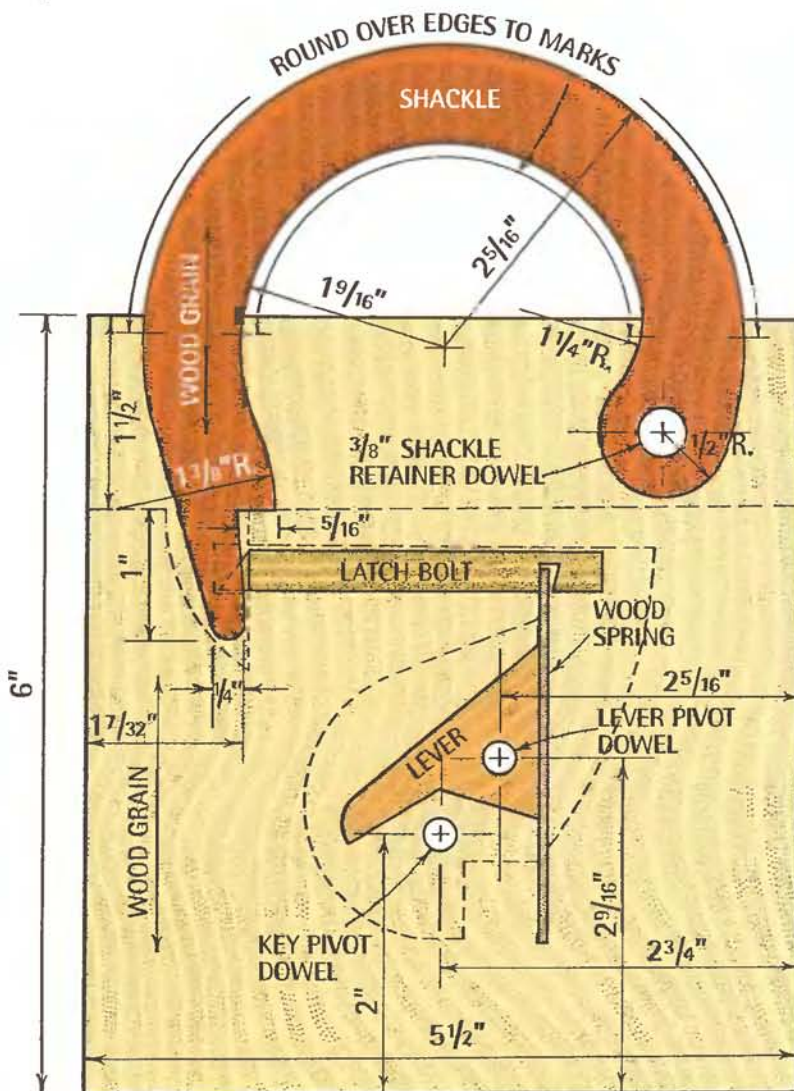 ROUND OVER EDGES TO MARKS
SHACKLE
2 5/16"
1 9/16"
WOOD GRAIN
1 1/4" R.
1 1/2"
3/8" SHACKLE
RETAINER DOWEL
1/2" R.
1 3/8" R.
5/16"
1"
LATCH BOLT
WOOD
SPRING
6"
1/4"
2 5/16"
1 7/32"
LEVER PIVOT
DOWEL
LEVER
WOOD GRAIN
2 9/16"
KEY PIVOT
DOWEL
2"
2 3/4"
5 1/2"